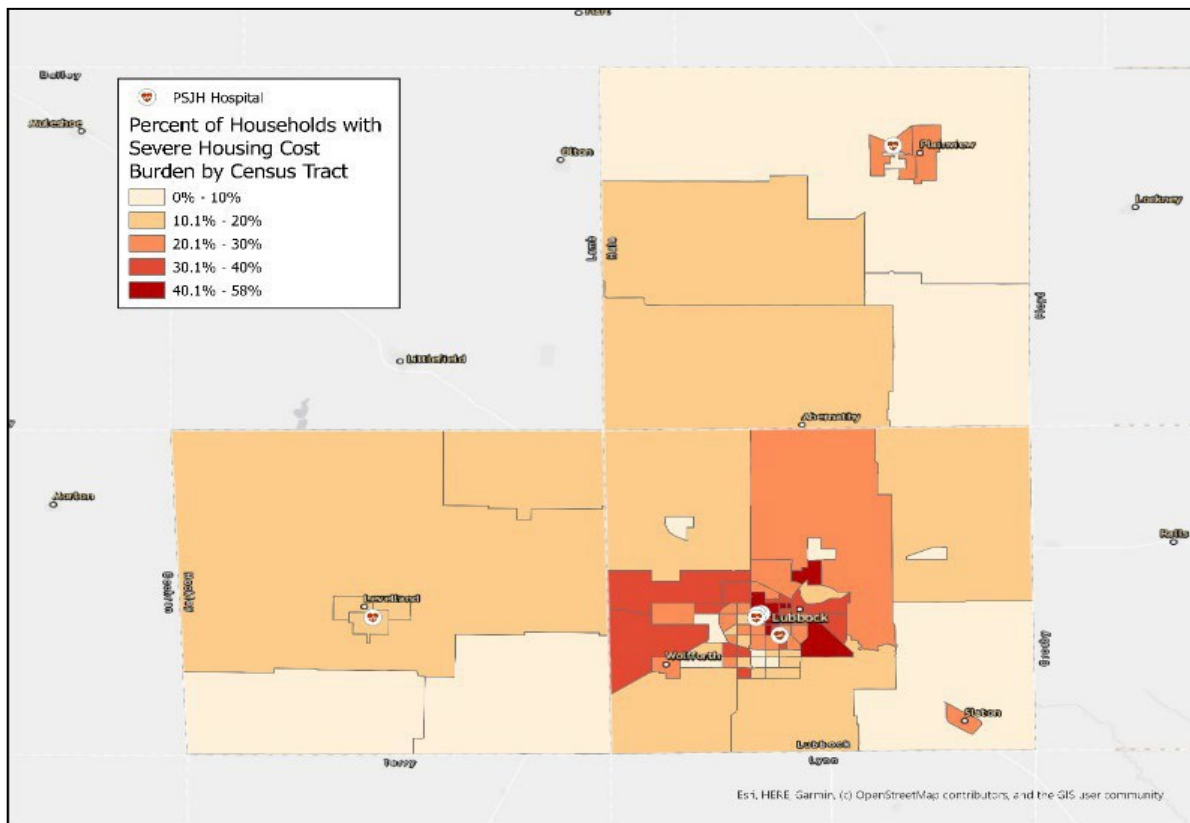 Hart
Bailey
Muleshoe
Olton
Plainview
Lockney
PSJH Hospital
Percent of Households with
Severe Housing Cost
Burden by Census Tract
0% - 10%
10.1% - 20%
20.1% - 30%
30.1% - 40%
40.1% - 58%
Lamb
Hale
Floyd
Littlefield
Abernathy
Morton
Ralls
Cochran
Hockley
Levelland
Lubbock
Wolfforth
Crosby
Slaton
Lubbock
Lynn
Terry
Esri, HERE, Garmin, (c) OpenStreetMap contributors, and the GIS user community